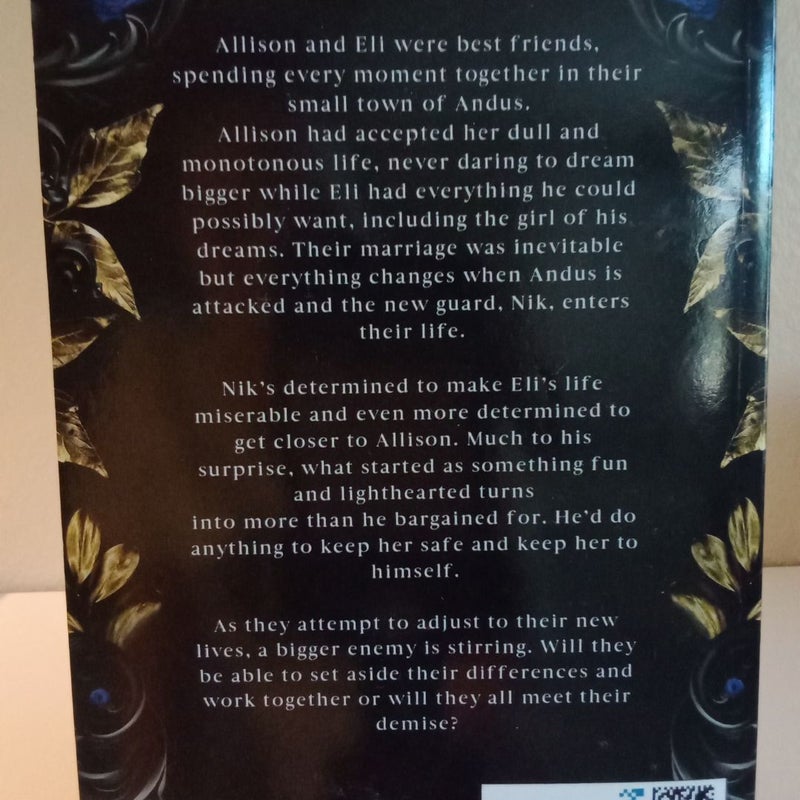 Allison and Eli were best friends,
spending every moment together in their
small town of Andus.
Allison had accepted her dull and
monotonous life, never daring to dream
bigger while Eli had everything he could
possibly want, including the girl of his
dreams. Their marriage was inevitable
but everything changes when Andus is
attacked and the new guard, Nik, enters
their life.
Nik's determined to make Eli's life
miserable and even more determined to
get closer to Allison. Much to his
surprise, what started as something fun
and lighthearted turns
into more than he bargained for. He'd do
anything to keep her safe and keep her to
himself.
As they attempt to adjust to their new
lives, a bigger enemy is stirring. Will they
be able to set aside their differences and
work together or will they all meet their
demise?